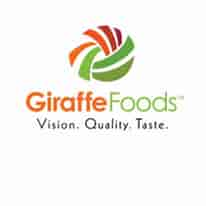 GiraffeFoods™
Vision. Quality. Taste.